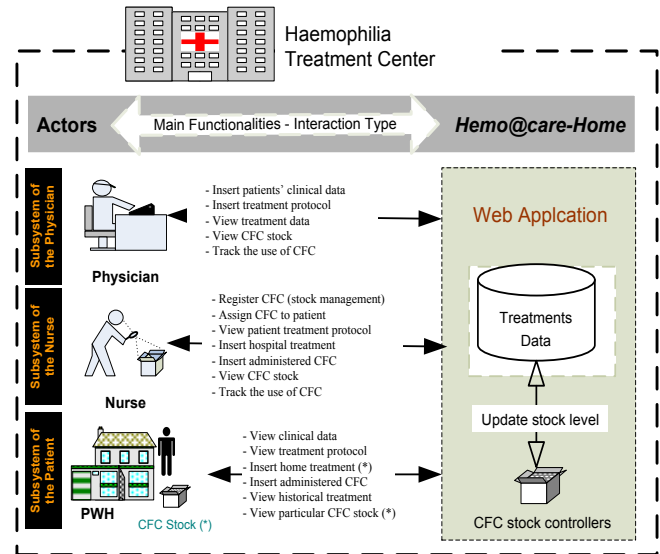 Haemophilia
Treatment Center
Actors
Main Functionalities - Interaction Type
Hemo@care-Home
Subsystem of
the Physician
Physician
- Insert patients' clinical data
- Insert treatment protocol
- View treatment data
- View CFC stock
- Track the use of CFC
Web Applcation
Subsystem of
the Nurse
Nurse
- Register CFC (stock management)
- Assign CFC to patient
- View patient treatment protocol
- Insert hospital treatment
- Insert administered CFC
- View CFC stock
- Track the use of CFC
Treatments
Data
Update stock level
Subsystem of
the Patient
PWH
CFC Stock (*)
- View clinical data
- View treatment protocol
- Insert home treatment (*)
- Insert administered CFC
- View historical treatment
- View particular CFC stock (*)
CFC stock controllers